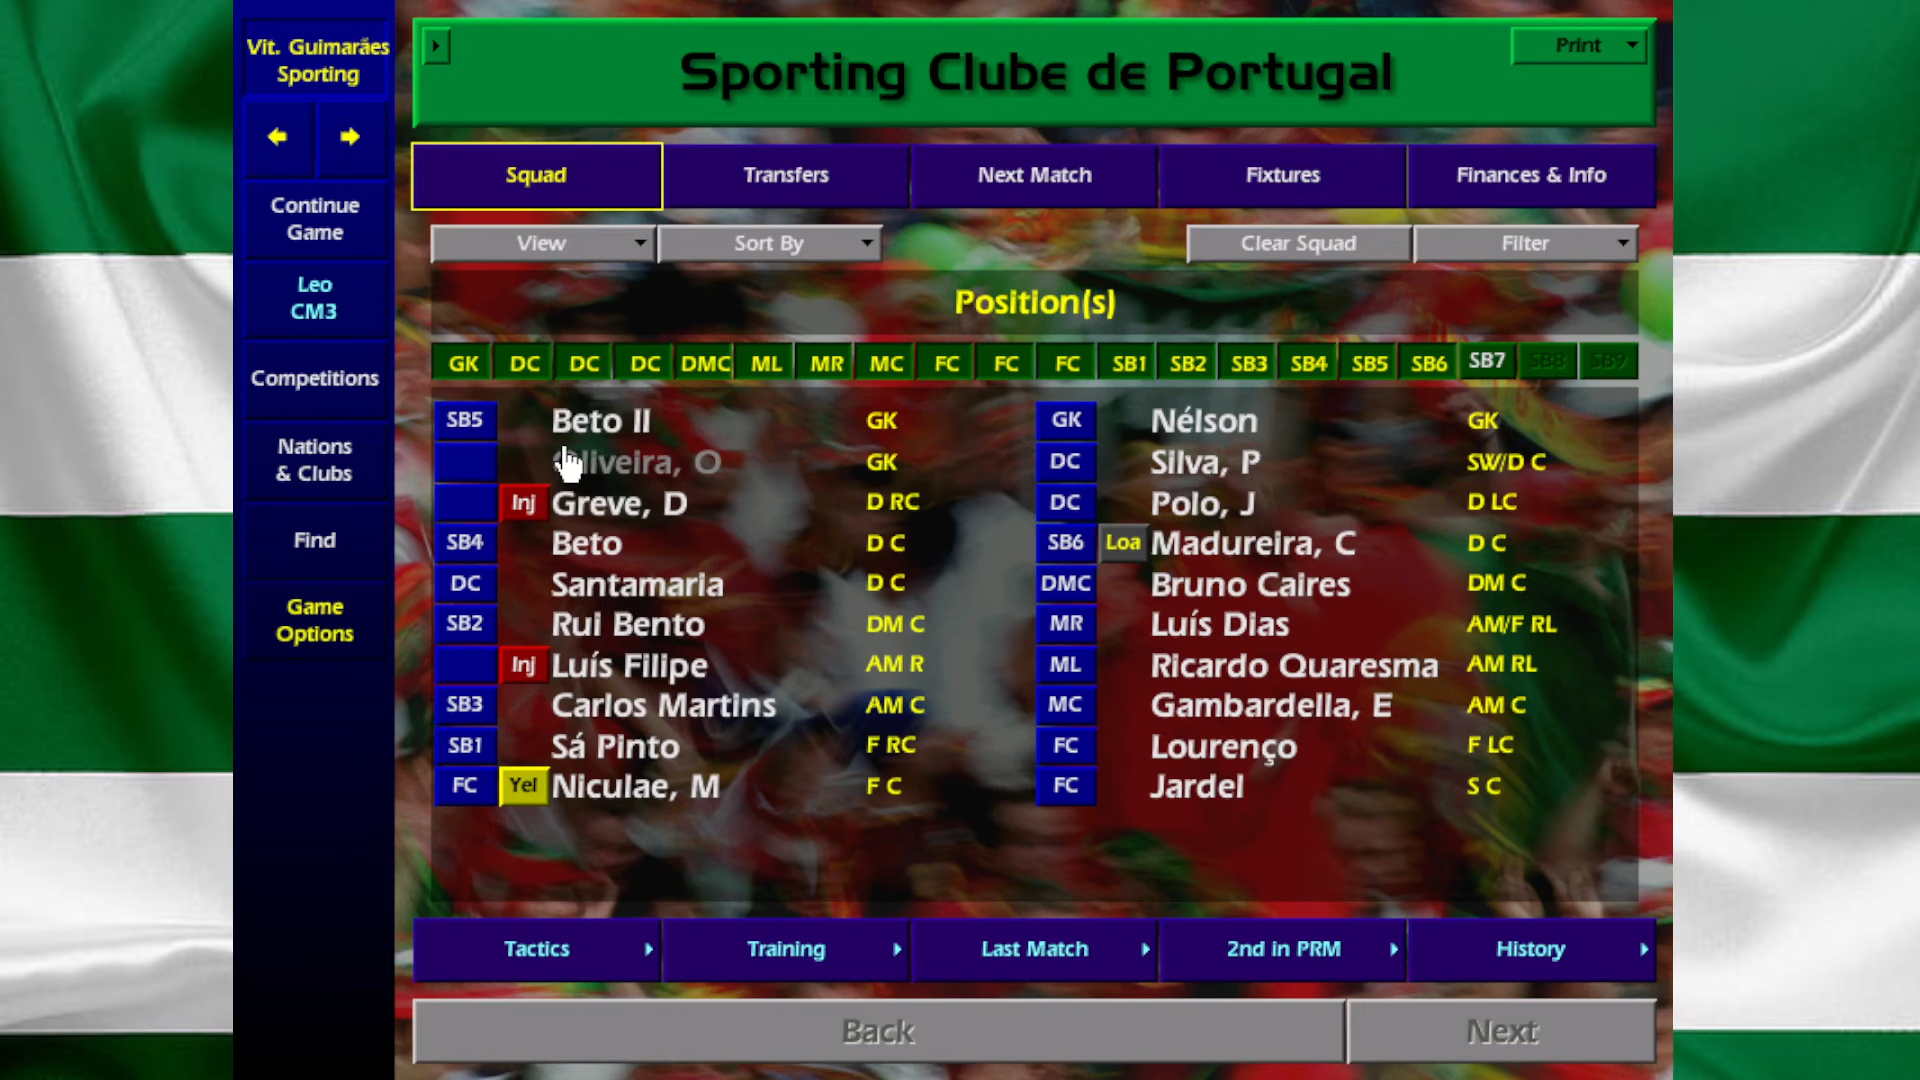 Vit. Guimarães
Sporting
Sporting Clube de Portugal
Print
Squad
Transfers
Next Match
Fixtures
Finances & Info
Continue
Game
Leo
CM3
Competitions
Nations
& Clubs
Find
Game
Options
View
Sort By
Clear Squad
Filter
Position(s)
GK DC DC DC DMC ML MR MC FC FC FC SB1 SB2 SB3 SB4 SB5 SB6 SB7 SB8 SB9
SB5 Beto II GK
GK Nélson GK
Oliveira, O GK
DC Silva, P SW/D C
Inj Greve, D D RC
DC Polo, J D LC
SB4 Beto D C
SB6 Loa Madureira, C D C
DC Santamaria D C
DMC Bruno Caires DM C
SB2 Rui Bento DM C
MR Luís Dias AM/F RL
Inj Luís Filipe AM R
ML Ricardo Quaresma AM RL
SB3 Carlos Martins AM C
MC Gambardella, E AM C
SB1 Sá Pinto F RC
FC Lourenço F LC
FC Yel Niculae, M F C
FC Jardel S C
Tactics
Training
Last Match
2nd in PRM
History
Back
Next